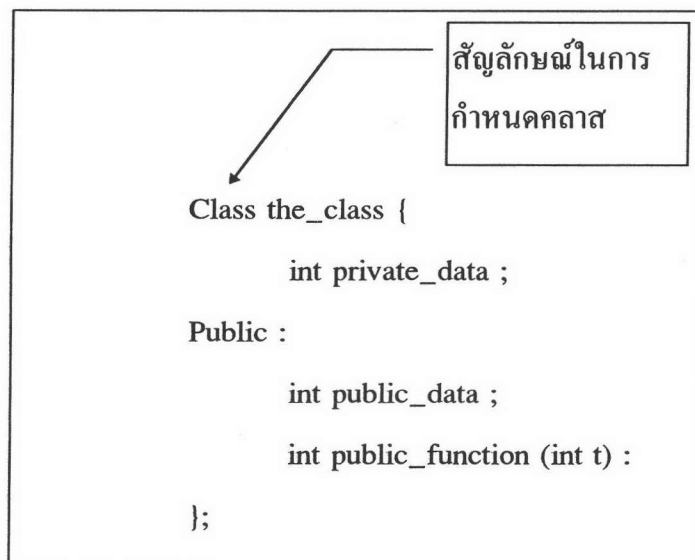 สัญลักษณ์ในการ
กำหนดคลาส
Class the_class {
int private_data ;
Public :
int public_data ;
int public_function (int t) :
};